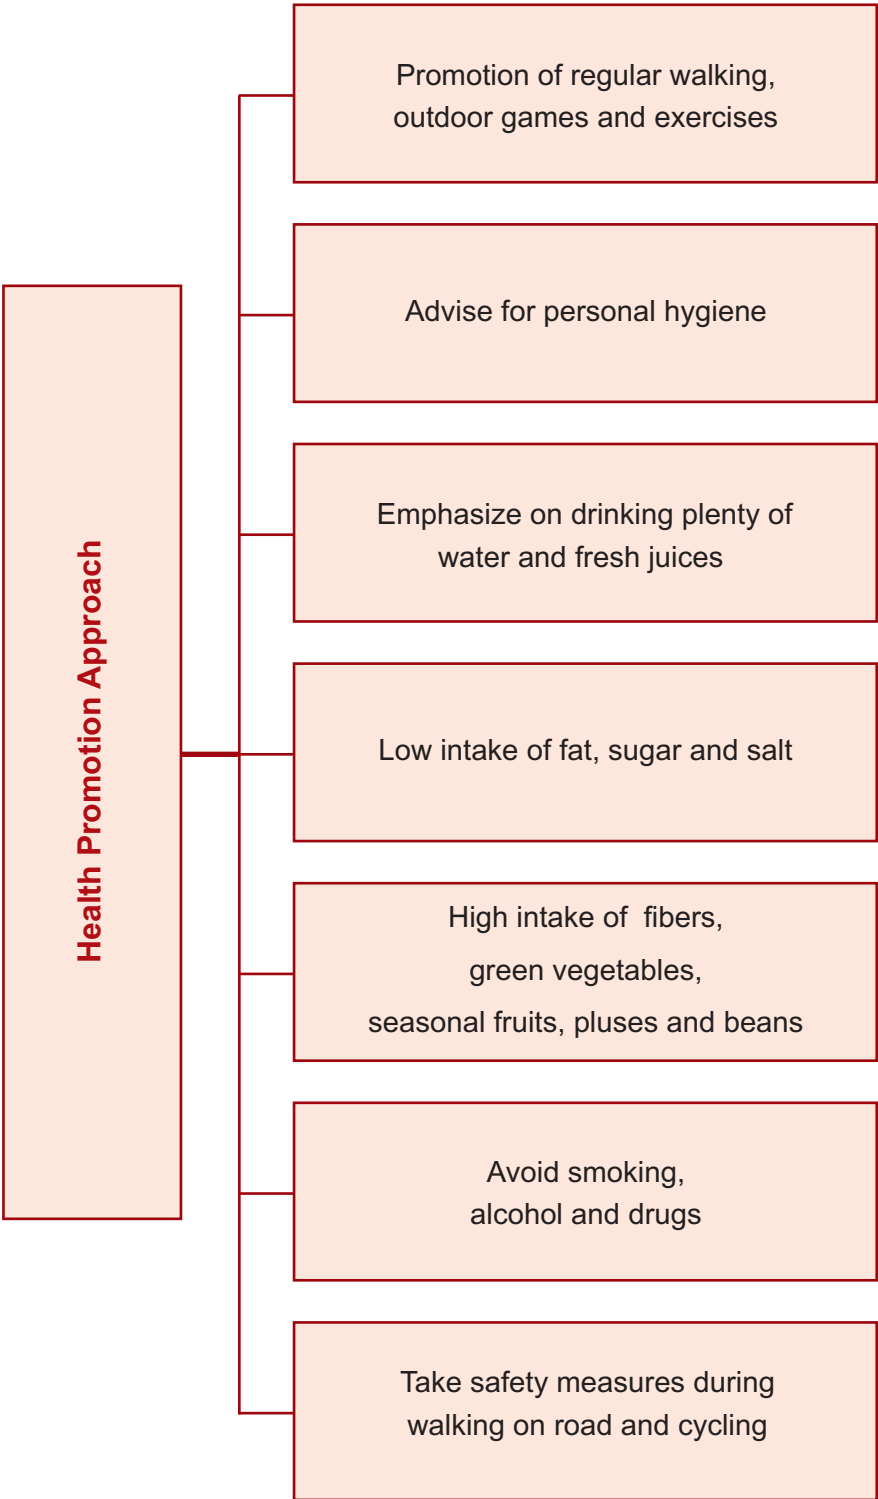 Health Promotion Approach
Promotion of regular walking,
outdoor games and exercises
Advise for personal hygiene
Emphasize on drinking plenty of
water and fresh juices
Low intake of fat, sugar and salt
High intake of fibers,
green vegetables,
seasonal fruits, pluses and beans
Avoid smoking,
alcohol and drugs
Take safety measures during
walking on road and cycling